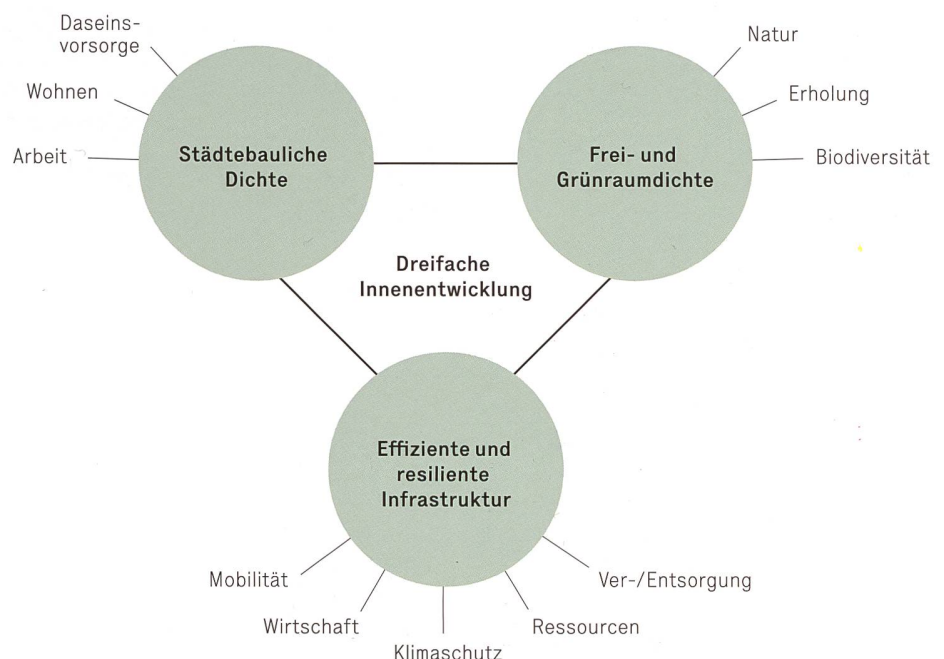 Daseins-
vorsorge
Wohnen
Arbeit
Städtebauliche
Dichte
Natur
Erholung
Biodiversität
Frei- und
Grünraumdichte
Dreifache
Innenentwicklung
Effiziente und
resiliente
Infrastruktur
Mobilität
Wirtschaft
Klimaschutz
Ressourcen
Ver-/Entsorgung